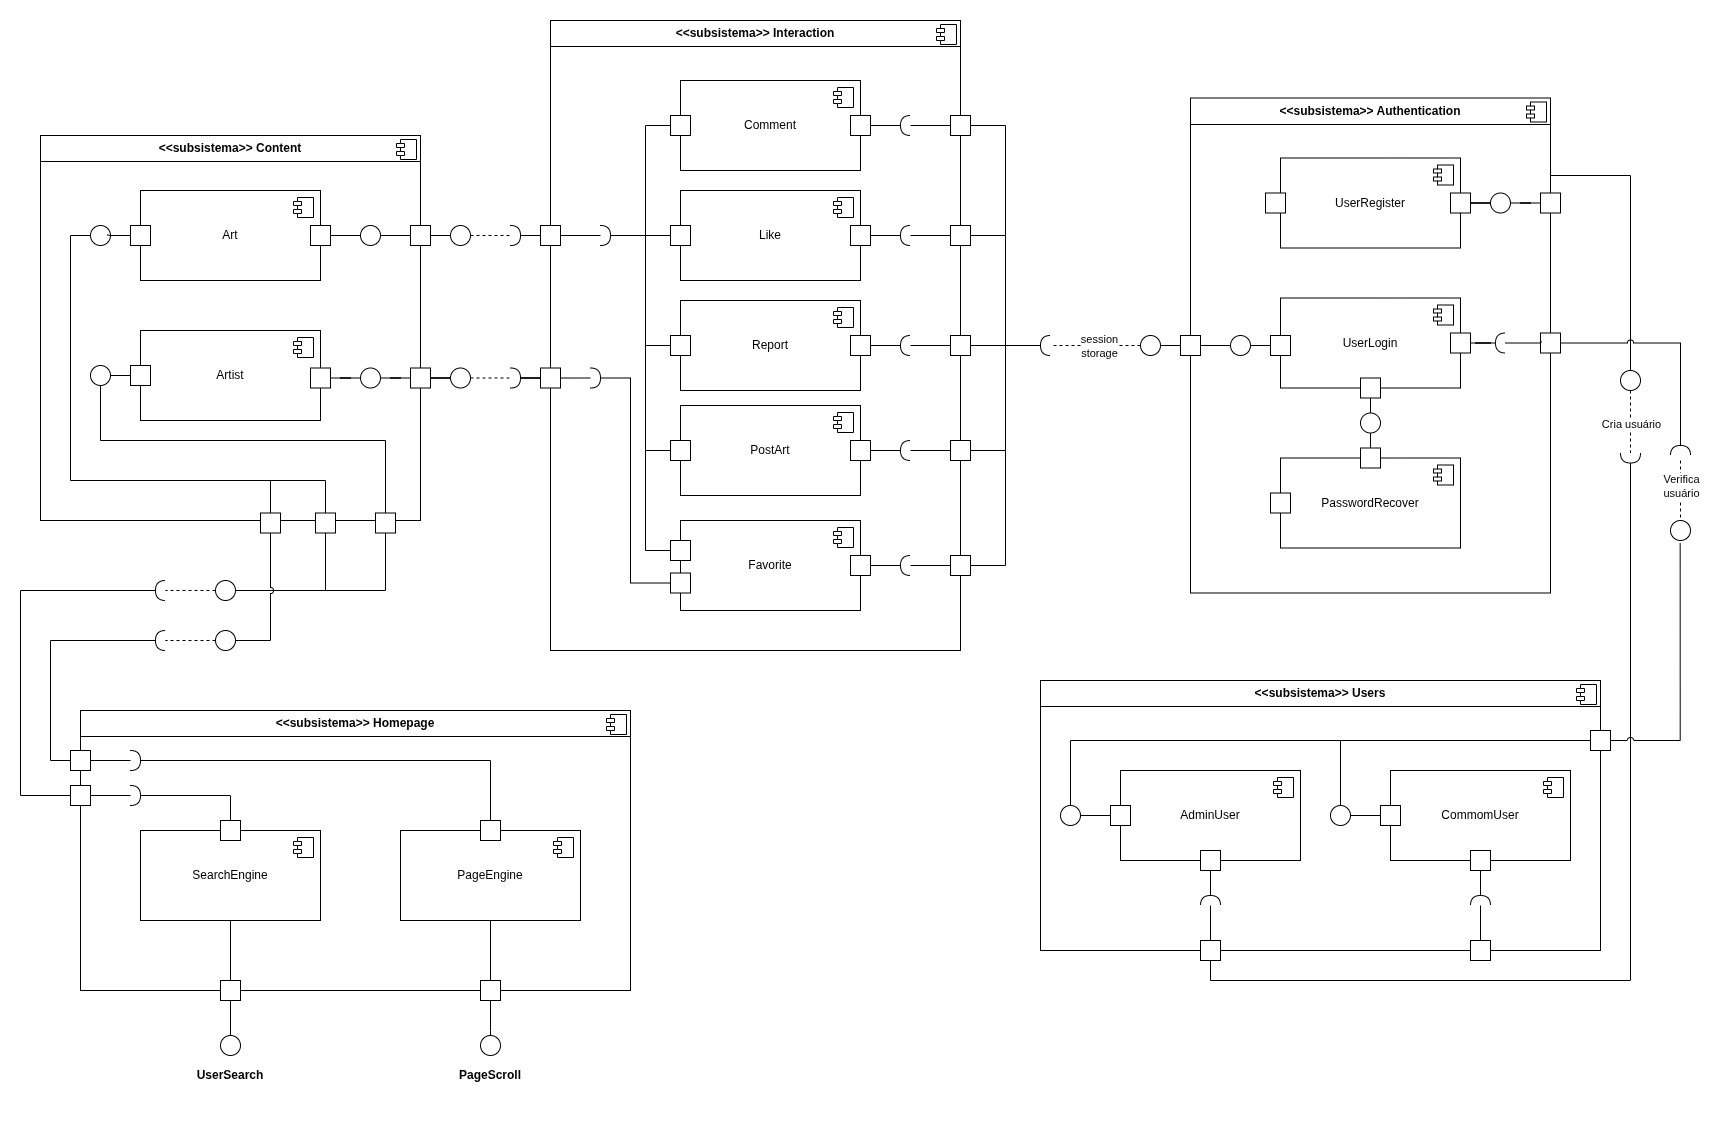 <<subsistema>> Interaction
Comment
Like
Report
PostArt
Favorite
<<subsistema>> Content
Art
Artist
<<subsistema>> Authentication
UserRegister
UserLogin
PasswordRecover
session
storage
Cria usuário
Verifica
usuário
<<subsistema>> Homepage
SearchEngine
PageEngine
UserSearch
PageScroll
<<subsistema>> Users
AdminUser
CommomUser